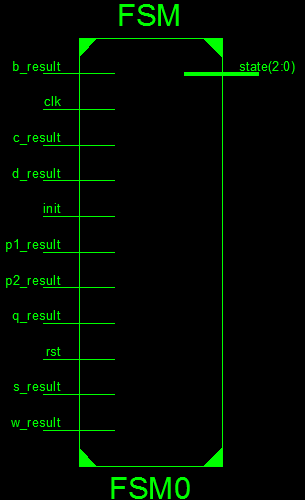 FSM
b_result
state(2:0)
clk
c_result
d_result
init
p1_result
p2_result
q_result
rst
s_result
w_result
FSM0